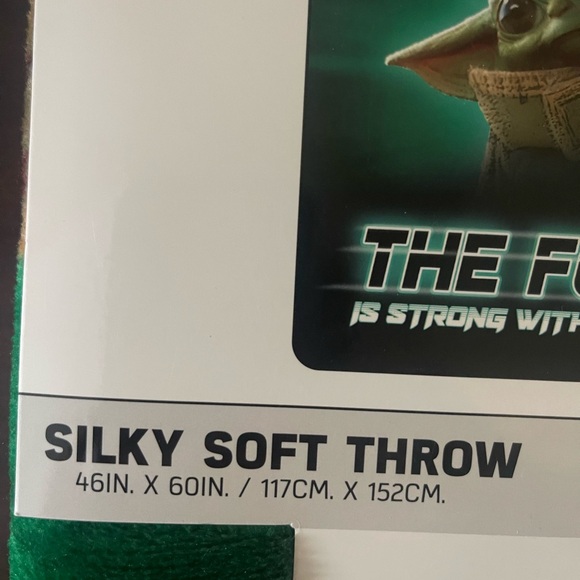 THE
IS STRONG WITH
SILKY SOFT THROW
46IN. X 60IN. / 117CM. X 152CM.